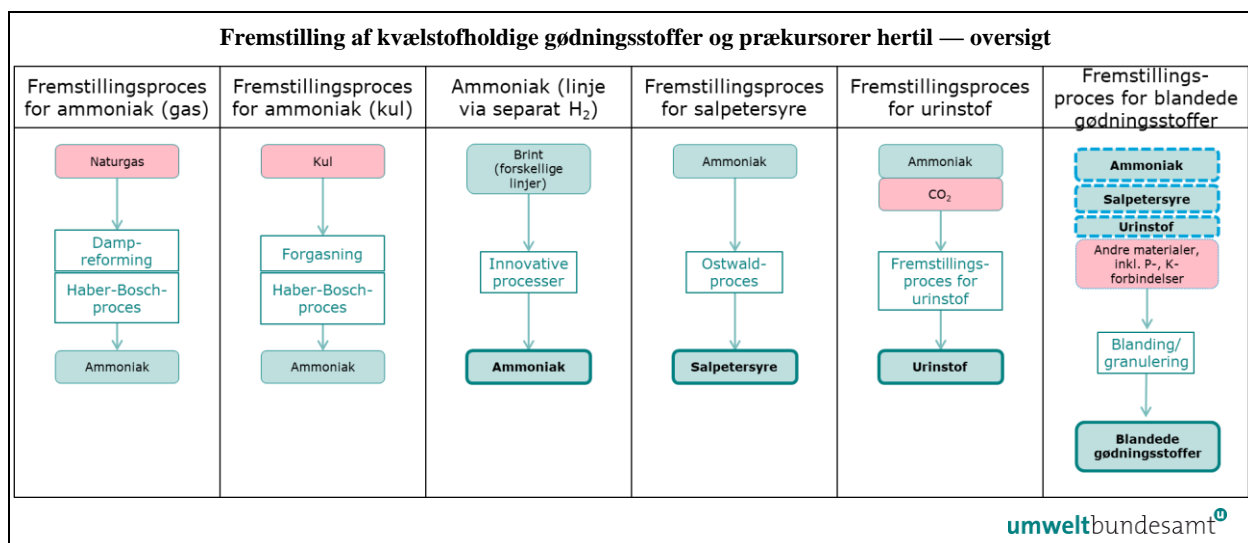 Fremstilling af kvælstofholdige gødningsstoffer og prækursorer hertil — oversigt
Fremstillingsproces
for ammoniak (gas)
Naturgas
Damp-
reforming
Haber-Bosch-
proces
Ammoniak
Fremstillingsproces
for ammoniak (kul)
Kul
Forgasning
Haber-Bosch-
proces
Ammoniak
Ammoniak (linje
via separat H₂)
Brint
(forskellige
linjer)
Innovative
processer
Ammoniak
Fremstillingsproces
for salpetersyre
Ammoniak
Ostwald-
proces
Salpetersyre
Fremstillingsproces
for urinstof
Ammoniak
CO₂
Fremstillings-
proces for
urinstof
Urinstof
Fremstillings-
proces for blandede
gødningsstoffer
Ammoniak
Salpetersyre
Urinstof
Andre materialer,
inkl. P-, K-
forbindelser
Blanding/
granulering
Blandede
gødningsstoffer
umweltbundesamt
u